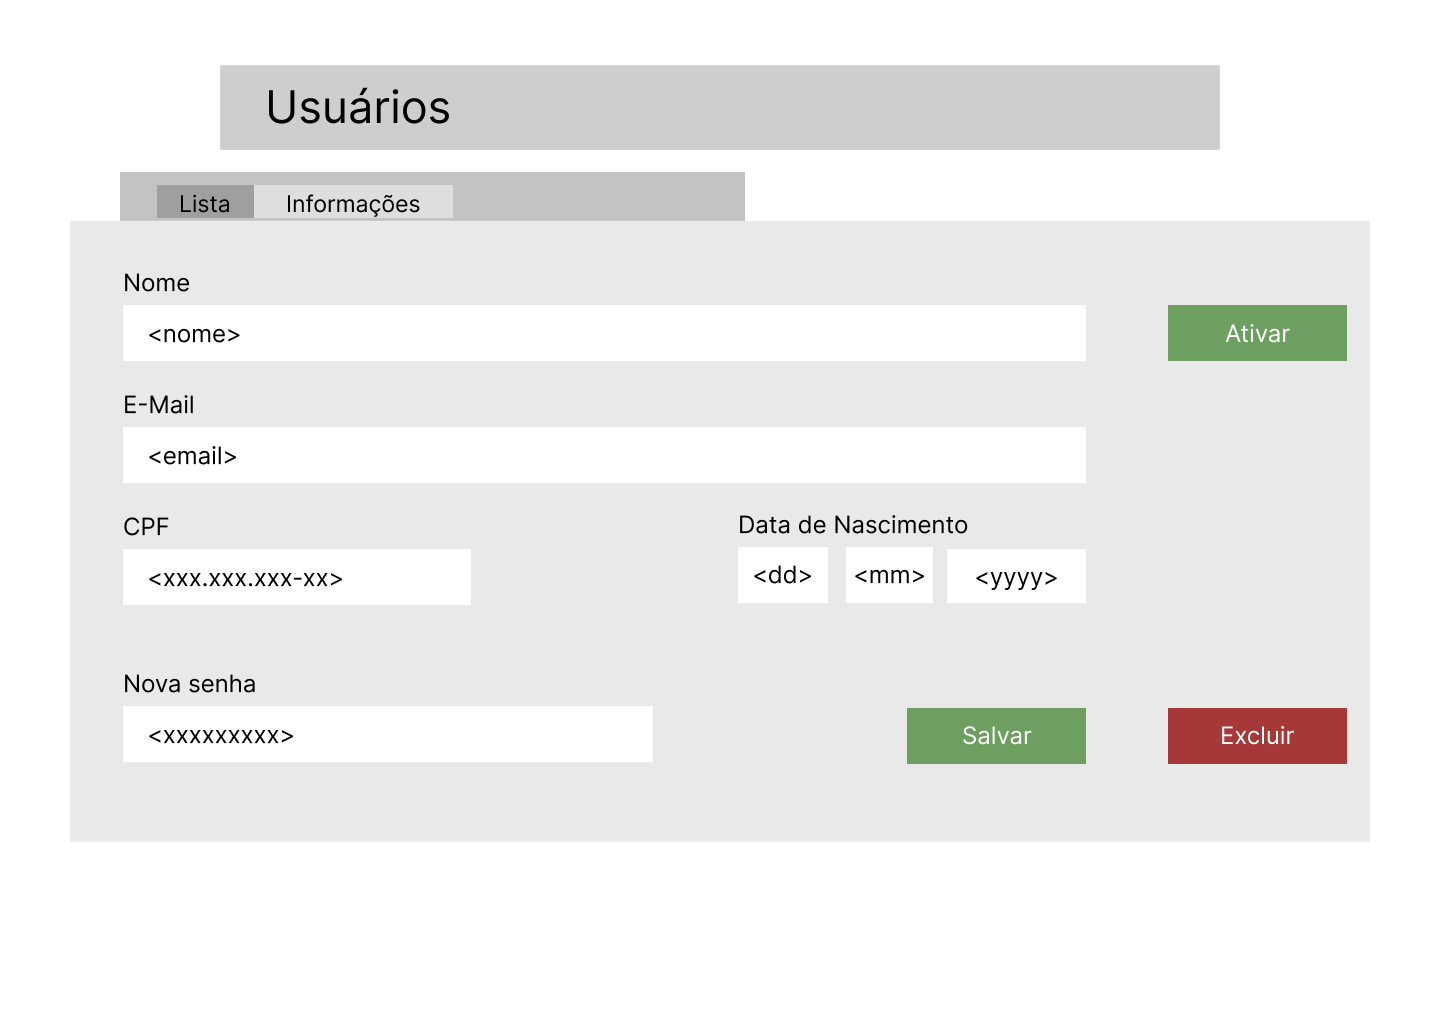 Usuários
Lista Informações
Nome
<nome>
Ativar
E-Mail
<email>
CPF
Data de Nascimento
<xxx.xxx.xxx-xx>
<dd> <mm> <yyyy>
Nova senha
<xxxxxxxxx>
Salvar
Excluir